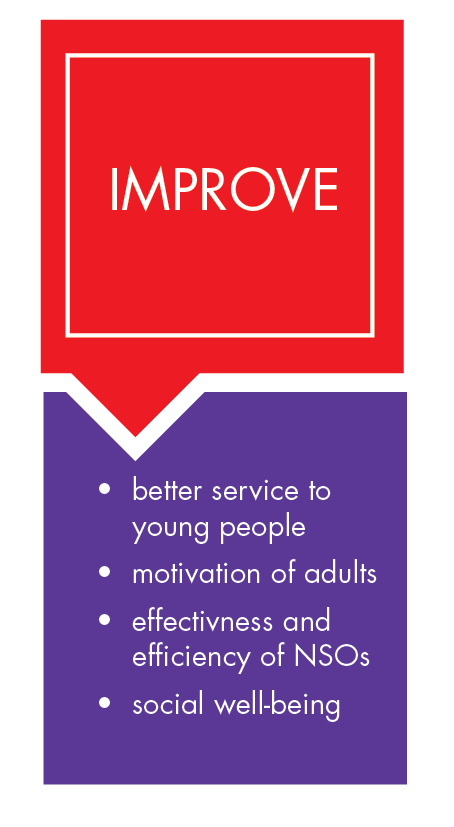 IMPROVE
• better service to
young people
• motivation of adults
• effectivness and
efficiency of NSOs
• social well-being